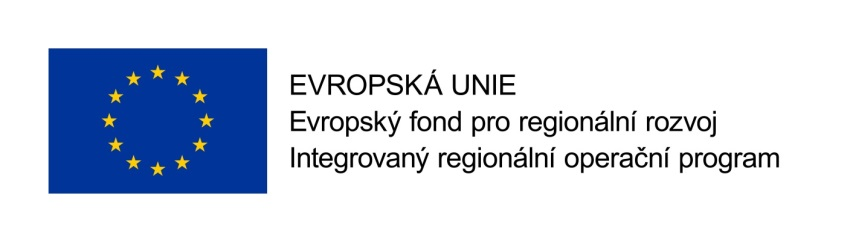 EVROPSKÁ UNIE
Evropský fond pro regionální rozvoj
Integrovaný regionální operační program